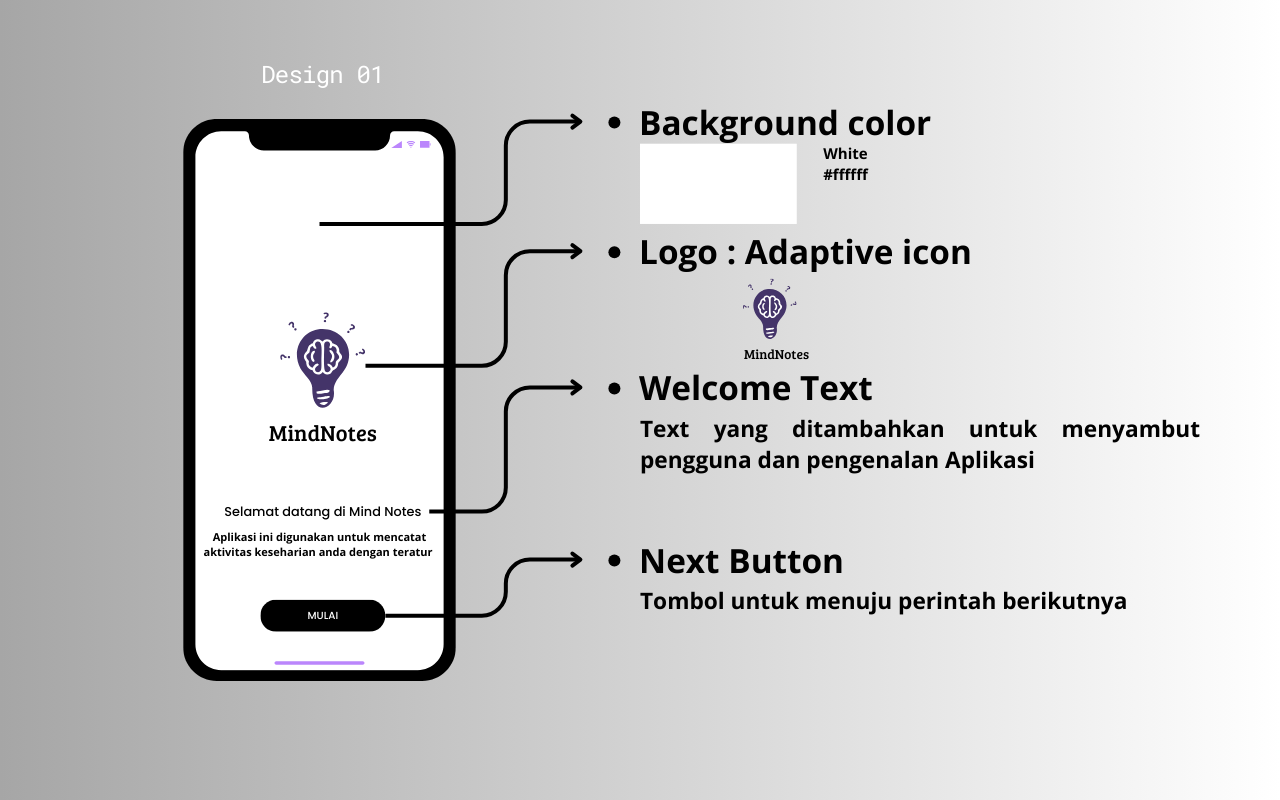 Design 01
? ? ? ? ?
MindNotes
Selamat datang di Mind Notes
Aplikasi ini digunakan untuk mencatat
aktivitas keseharian anda dengan teratur
MULAI
• Background color
White
#ffffff
• Logo : Adaptive icon
? ? ? ? ?
MindNotes
• Welcome Text
Text yang ditambahkan untuk menyambut
pengguna dan pengenalan Aplikasi
• Next Button
Tombol untuk menuju perintah berikutnya